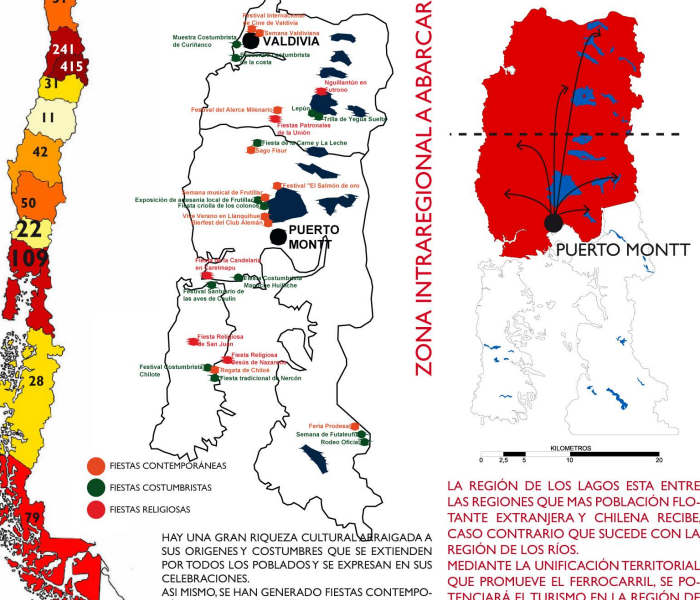 241
415
31
11
42
50
22
109
28
79
Festival Internacional
de Cine de Valdivia
Semana Valdiviana
VALDIVIA
Muestra Costumbrista
de Curiñanco
costumbrista
de la costa
Nguillantún en
Futrono
Lepún
Trilla de Yegua Suelta
Festival del Alerce Milenario
Fiestas Patronales
de la Unión
Fiesta de la Carne y La Leche
Sago Fisur
Festival "El Salmón de oro
Semana musical de Frutillar
Exposición de artesanía local de Frutillar
Fiesta criolla de los colonos
Vive Verano en Llanquihue
Bierfest del Club Alemán
PUERTO
MONTT
Fiesta de la Candelaria
en Carelmapu
Fiesta Costumbrista
Mapuche Huilliche
Festival Santuario de
las aves de Caulín
Fiesta Religiosa
de San Juan
Fiesta Religiosa
Jesús de Nazareno
Festival Costumbrista
Chilote
Regata de Chiloé
Fiesta tradicional de Nercón
Feria Prodesal
Semana de Futaleufú
Rodeo Oficial
FIESTAS CONTEMPORÁNEAS
FIESTAS COSTUMBRISTAS
FIESTAS RELIGIOSAS
HAY UNA GRAN RIQUEZA CULTURAL ARRAIGADA A
SUS ORIGENES Y COSTUMBRES QUE SE EXTIENDEN
POR TODOS LOS POBLADOS Y SE EXPRESAN EN SUS
CELEBRACIONES.
ASI MISMO, SE HAN GENERADO FIESTAS CONTEMPO-
ZONA INTRAREGIONAL A ABARCAR
PUERTO MONTT
KILOMETROS
0 2,5 5 10 20
LA REGIÓN DE LOS LAGOS ESTA ENTRE
LAS REGIONES QUE MAS POBLACIÓN FLO-
TANTE EXTRANJERA Y CHILENA RECIBE,
CASO CONTRARIO QUE SUCEDE CON LA
REGIÓN DE LOS RÍOS.
MEDIANTE LA UNIFICACIÓN TERRITORIAL
QUE PROMUEVE EL FERROCARRIL, SE PO-
TENCIARÁ EL TURISMO EN LA REGIÓN DE